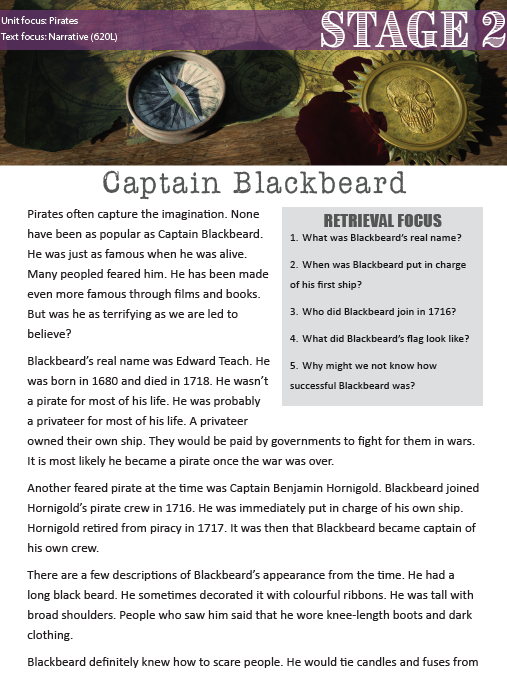 Unit focus: Pirates
Text focus: Narrative (620L)
STAGE 2
Captain Blackbeard
Pirates often capture the imagination. None
have been as popular as Captain Blackbeard.
He was just as famous when he was alive.
Many peopled feared him. He has been made
even more famous through films and books.
But was he as terrifying as we are led to
believe?
Blackbeard's real name was Edward Teach. He
was born in 1680 and died in 1718. He wasn't
a pirate for most of his life. He was probably
a privateer for most of his life. A privateer
owned their own ship. They would be paid by governments to fight for them in wars.
It is most likely he became a pirate once the war was over.
Another feared pirate at the time was Captain Benjamin Hornigold. Blackbeard joined
Hornigold's pirate crew in 1716. He was immediately put in charge of his own ship.
Hornigold retired from piracy in 1717. It was then that Blackbeard became captain of
his own crew.
There are a few descriptions of Blackbeard's appearance from the time. He had a
long black beard. He sometimes decorated it with colourful ribbons. He was tall with
broad shoulders. People who saw him said that he wore knee-length boots and dark
clothing.
Blackbeard definitely knew how to scare people. He would tie candles and fuses from
RETRIEVAL FOCUS
1. What was Blackbeard's real name?
2. When was Blackbeard put in charge
of his first ship?
3. Who did Blackbeard join in 1716?
4. What did Blackbeard's flag look like?
5. Why might we not know how
successful Blackbeard was?